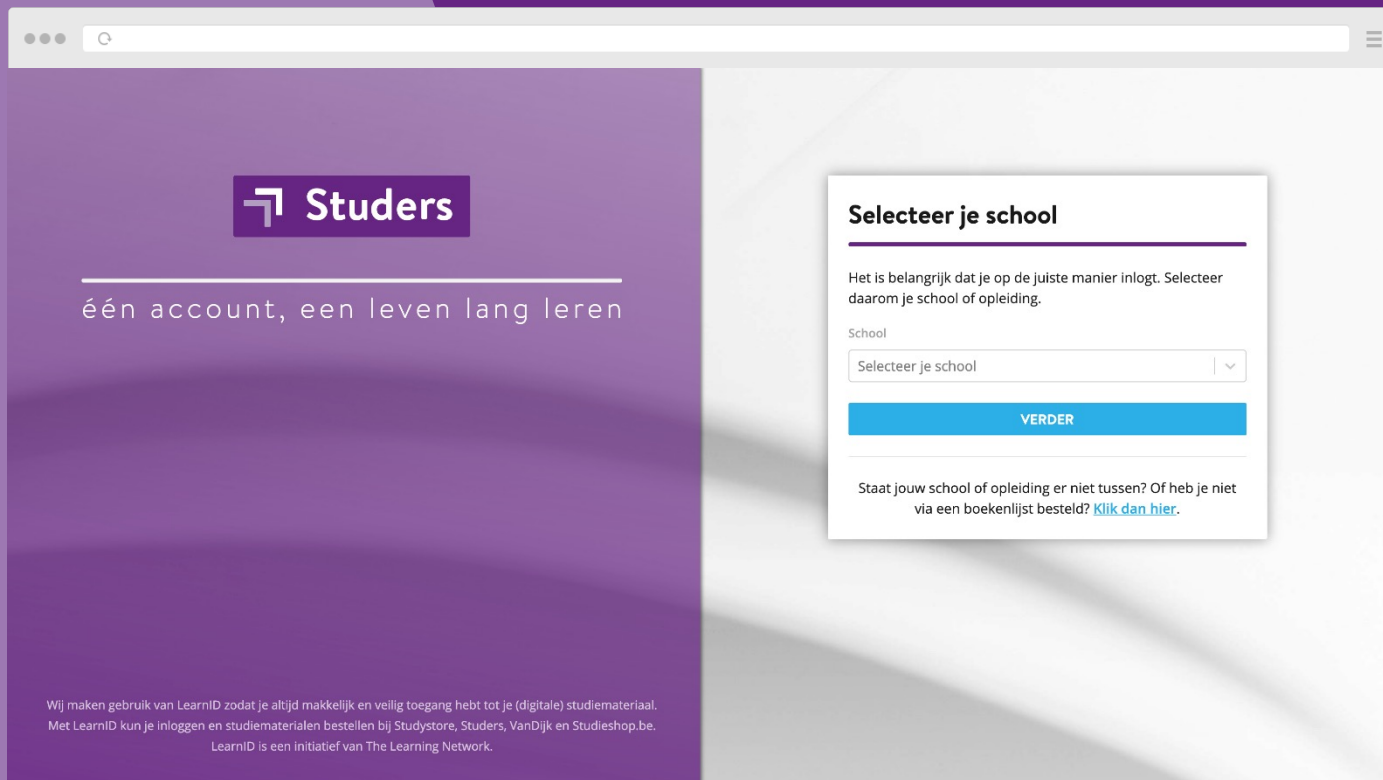 Studers
één account, een leven lang leren
Wij maken gebruik van LearnID zodat je altijd makkelijk en veilig toegang hebt tot je (digitale) studiemateriaal.
Met LearnID kun je inloggen en studiematerialen bestellen bij Studystore, Studers, VanDijk en Studieshop.be.
LearnID is een initiatief van The Learning Network.
Selecteer je school
Het is belangrijk dat je op de juiste manier inlogt. Selecteer
daarom je school of opleiding.
School
Selecteer je school
VERDER
Staat jouw school of opleiding er niet tussen? Of heb je niet
via een boekenlijst besteld? Klik dan hier.